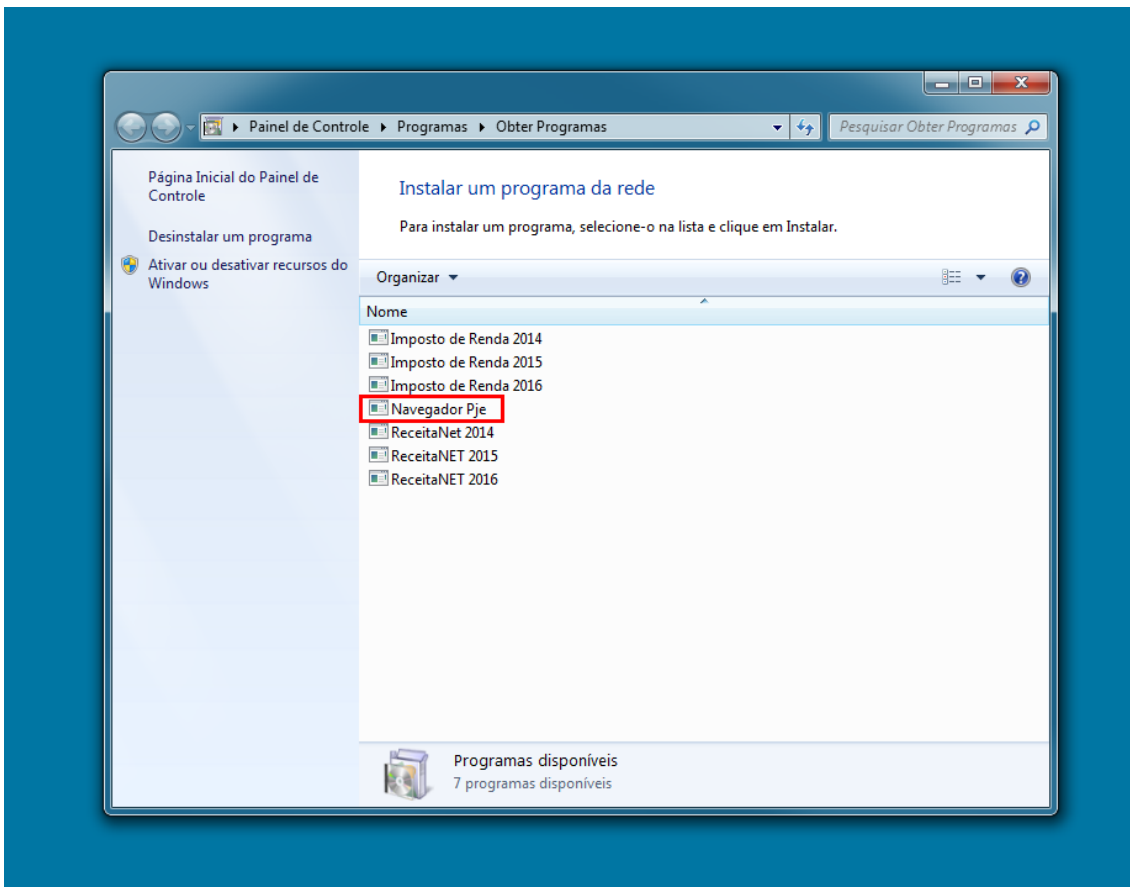 Painel de Controle Programas Obter Programas
Pesquisar Obter Programas
Página Inicial do Painel de
Controle
Desinstalar um programa
Ativar ou desativar recursos do
Windows
Instalar um programa da rede
Para instalar um programa, selecione-o na lista e clique em Instalar.
Organizar
Nome
Imposto de Renda 2014
Imposto de Renda 2015
Imposto de Renda 2016
Navegador Pje
ReceitaNet 2014
ReceitaNET 2015
ReceitaNET 2016
Programas disponíveis
7 programas disponíveis